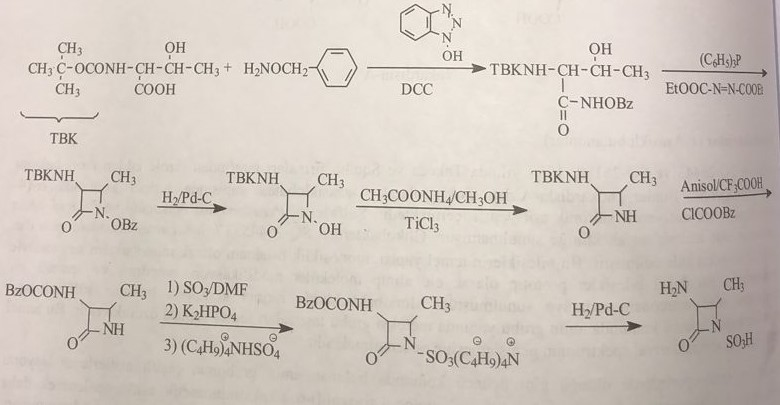 CH₃ OH N N N OH
CH₃-C-OCONH-CH-CH-CH₃ + H₂NOCH₂- DCC TBKNH-CH-CH-CH₃ (C₆H₅)₃P
CH₃ COOH OH C-NHOBz EtOOC-N=N-COOEt
TBK O
TBKNH CH₃ H₂/Pd-C TBKNH CH₃ CH₃COONH₄/CH₃OH TBKNH CH₃ Anisol/CF₃COOH
O N OBz O N-OH TiCl₃ O NH ClCOOBz
BzOCONH CH₃ 1) SO₃/DMF BzOCONH CH₃ H₂/Pd-C H₂N CH₃
2) K₂HPO₄
O NH 3) (C₄H₉)₄NHSO₄ O N-SO₃(C₄H₉)₄N O N SO₃H